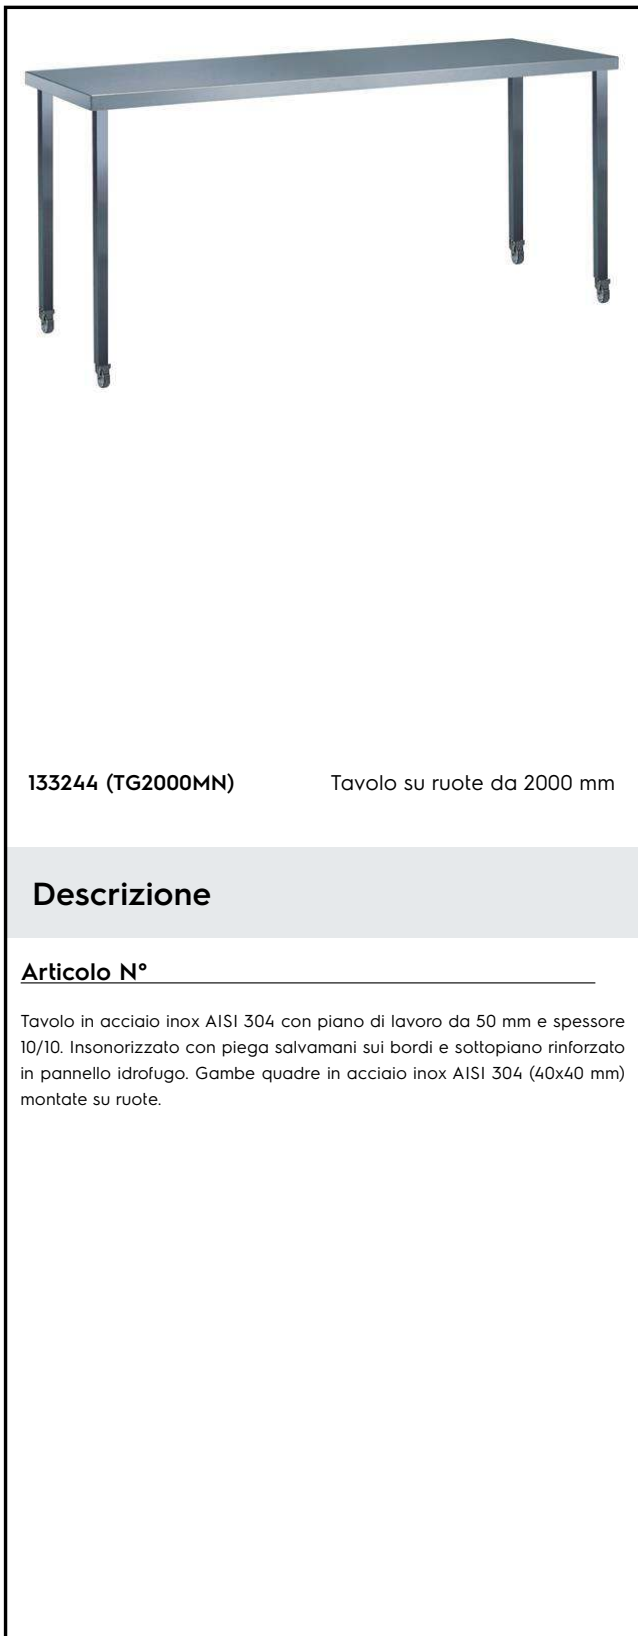 133244 (TG2000MN) Tavolo su ruote da 2000 mm
Descrizione
Articolo N°
Tavolo in acciaio inox AISI 304 con piano di lavoro da 50 mm e spessore
10/10. Insonorizzato con piega salvamani sui bordi e sottopiano rinforzato
in pannello idrofugo. Gambe quadre in acciaio inox AISI 304 (40x40 mm)
montate su ruote.